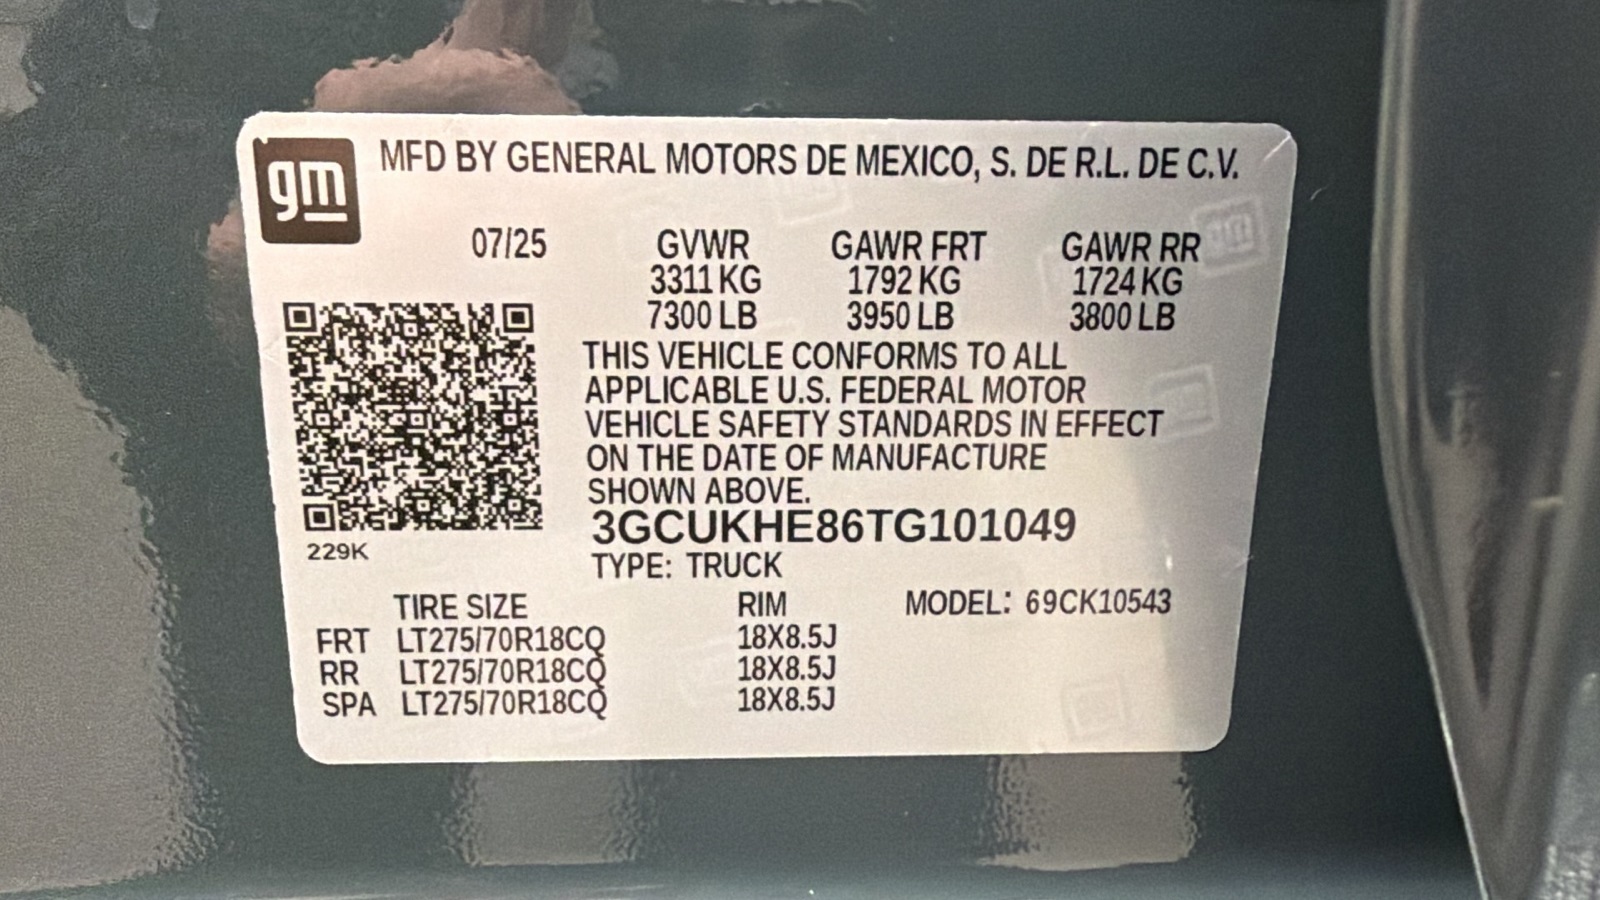 gm
MFD BY GENERAL MOTORS DE MEXICO, S. DE R.L. DE C.V.
07/25 GVWR GAWR FRT GAWR RR
3311 KG 1792 KG 1724 KG
7300 LB 3950 LB 3800 LB
THIS VEHICLE CONFORMS TO ALL
APPLICABLE U.S. FEDERAL MOTOR
VEHICLE SAFETY STANDARDS IN EFFECT
ON THE DATE OF MANUFACTURE
SHOWN ABOVE.
3GCUKHE86TG101049
229K
TYPE: TRUCK
TIRE SIZE RIM MODEL: 69CK10543
FRT LT275/70R18CQ 18X8.5J
RR LT275/70R18CQ 18X8.5J
SPA LT275/70R18CQ 18X8.5J